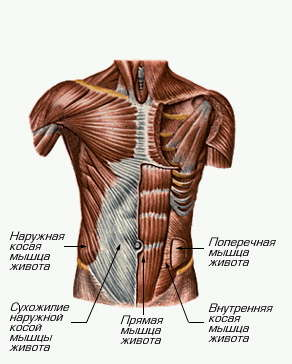 Наружная
косая
мышца
живота
Поперечная
мышца
живота
Сухожилие
наружной
косой
мышцы
живота
Прямая
мышца
живота
Внутренняя
косая
мышца
живота